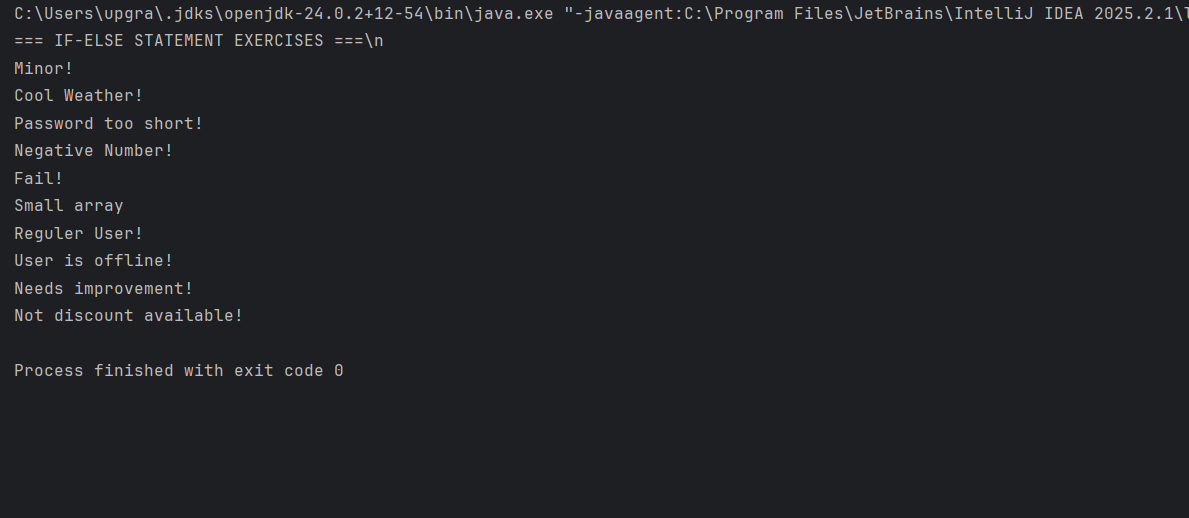 C:\Users\upgra\.jdks\openjdk-24.0.2+12-54\bin\java.exe "-javaagent:C:\Program Files\JetBrains\IntelliJ IDEA 2025.2.1\
=== IF-ELSE STATEMENT EXERCISES ===\n
Minor!
Cool Weather!
Password too short!
Negative Number!
Fail!
Small array
Reguler User!
User is offline!
Needs improvement!
Not discount available!
Process finished with exit code 0